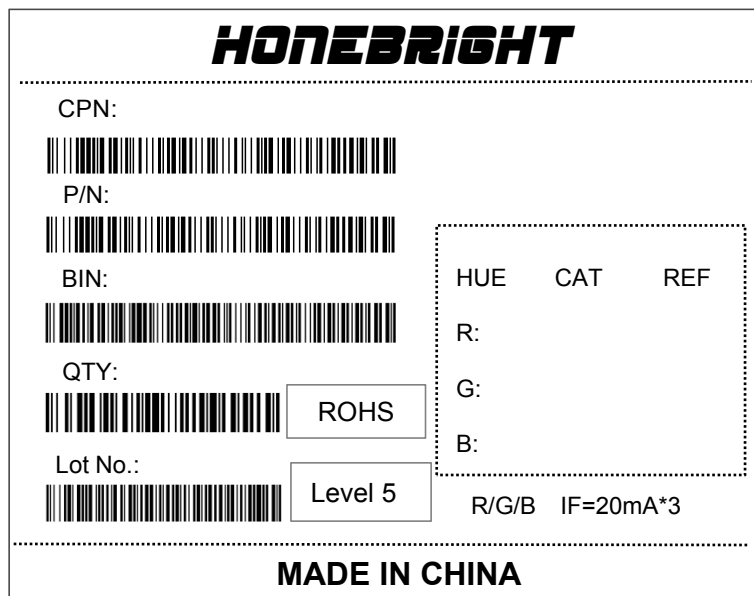 HONEBRIGHT
CPN:
P/N:
BIN:
QTY:
ROHS
Lot No.:
Level 5
HUE CAT REF
R:
G:
B:
R/G/B IF=20mA*3
MADE IN CHINA